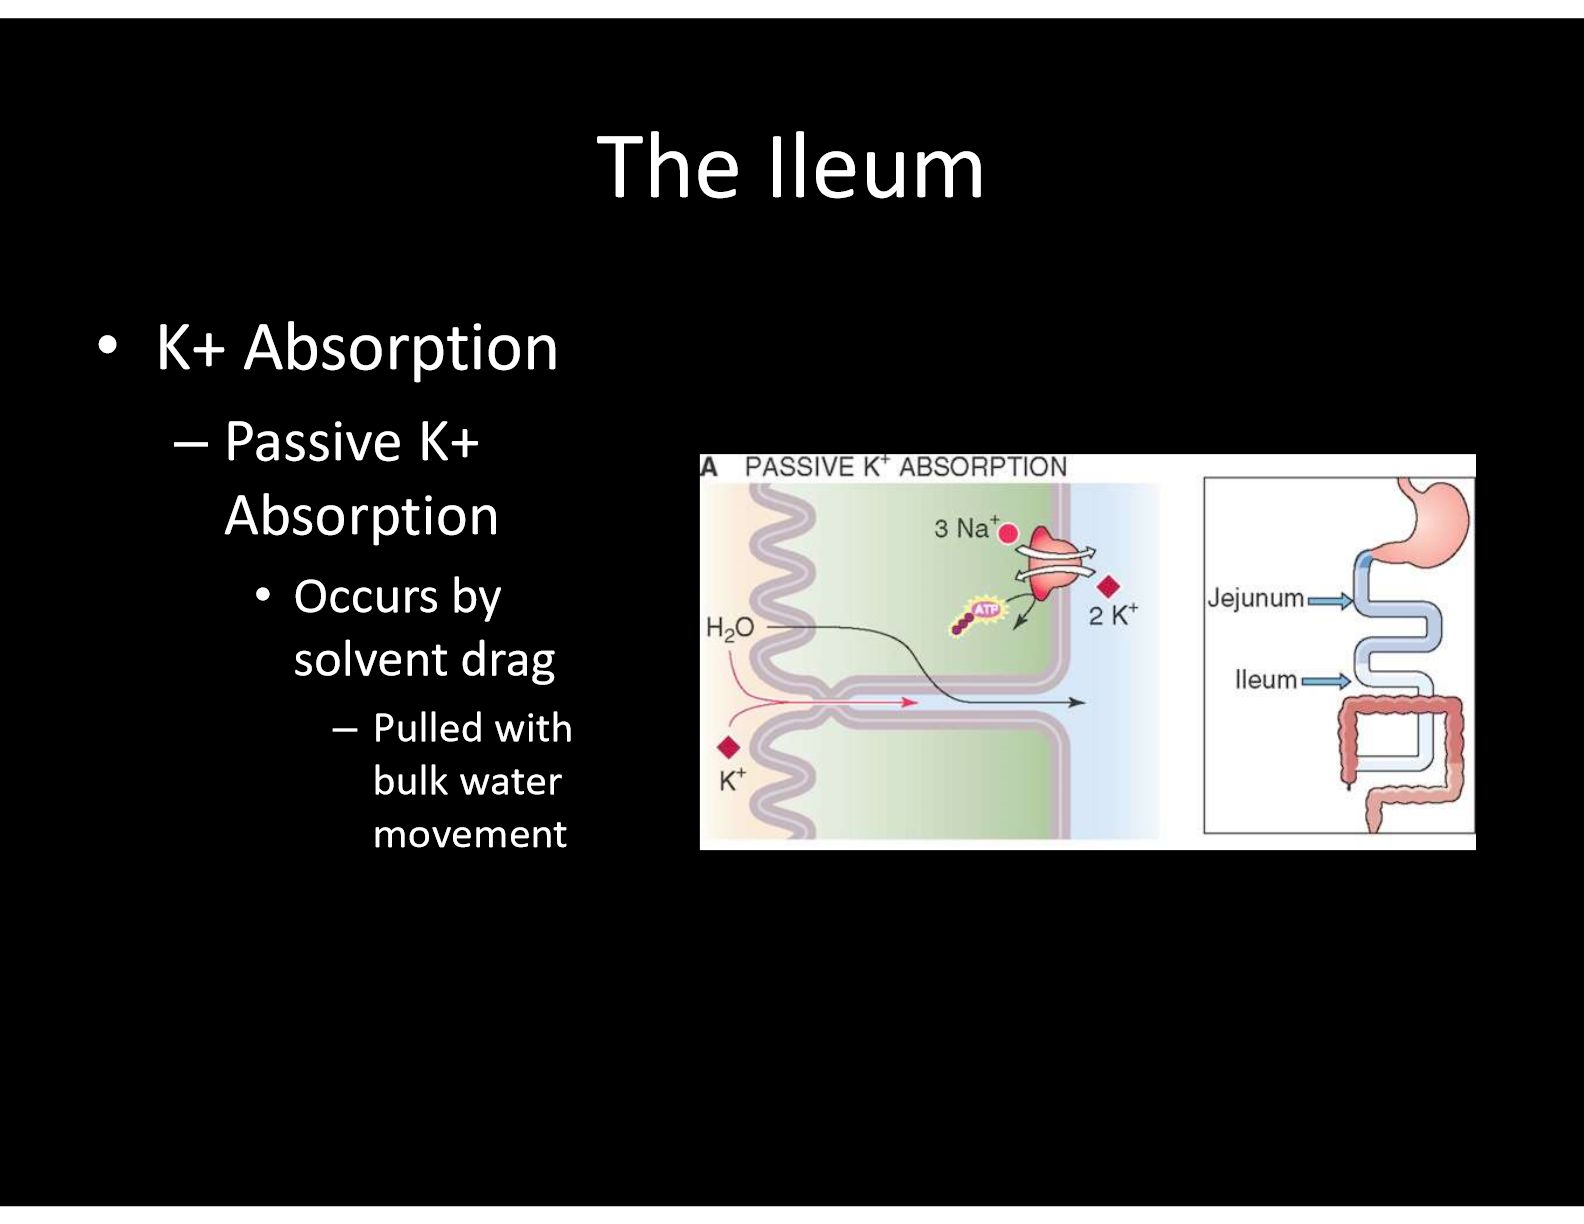 The Ileum
• K+ Absorption
– Passive K+
Absorption
• Occurs by
solvent drag
– Pulled with
bulk water
movement
A PASSIVE K⁺ ABSORPTION
3 Na⁺
ATP
2 K⁺
H₂O
K⁺
Jejunum
Ileum